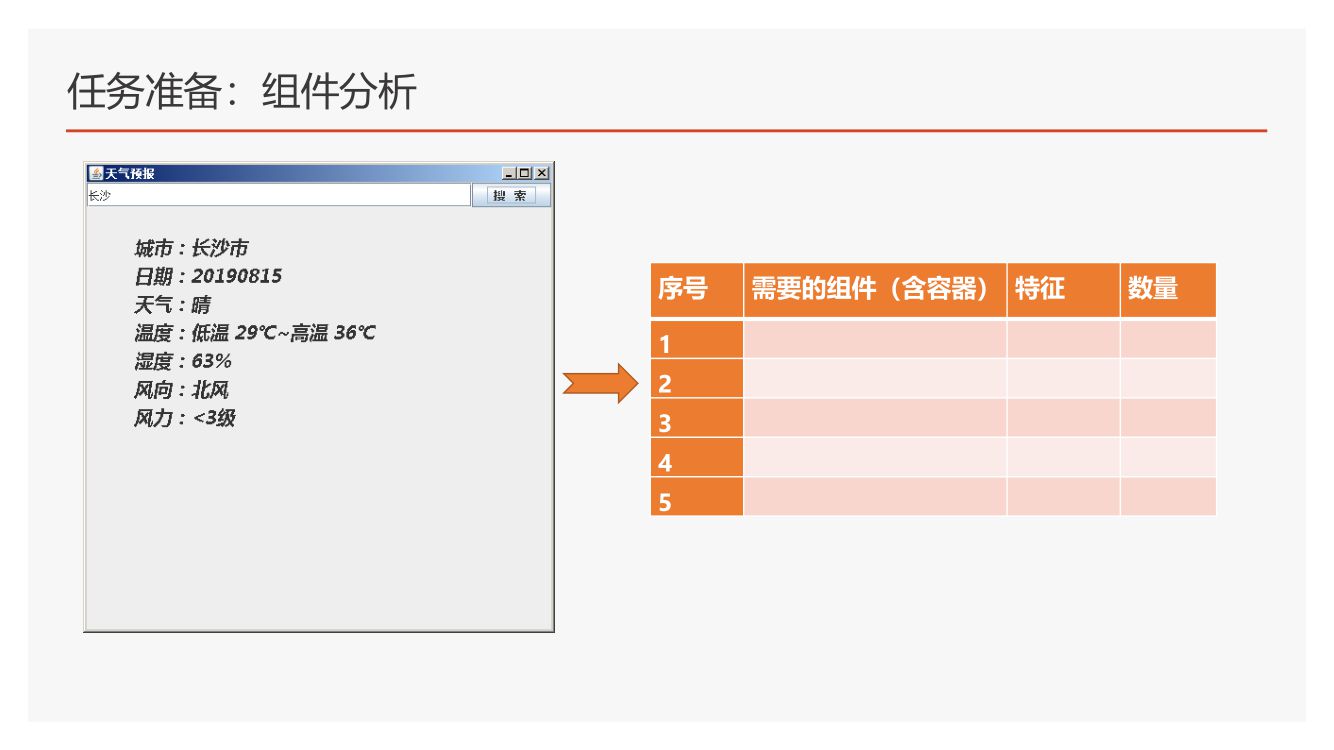 任务准备：组件分析
天气预报
长沙
搜 索
城市：长沙市
日期：20190815
天气：晴
温度：低温 29℃~高温 36℃
湿度：63%
风向：北风
风力：<3级
序号 需要的组件（含容器） 特征 数量
1
2
3
4
5